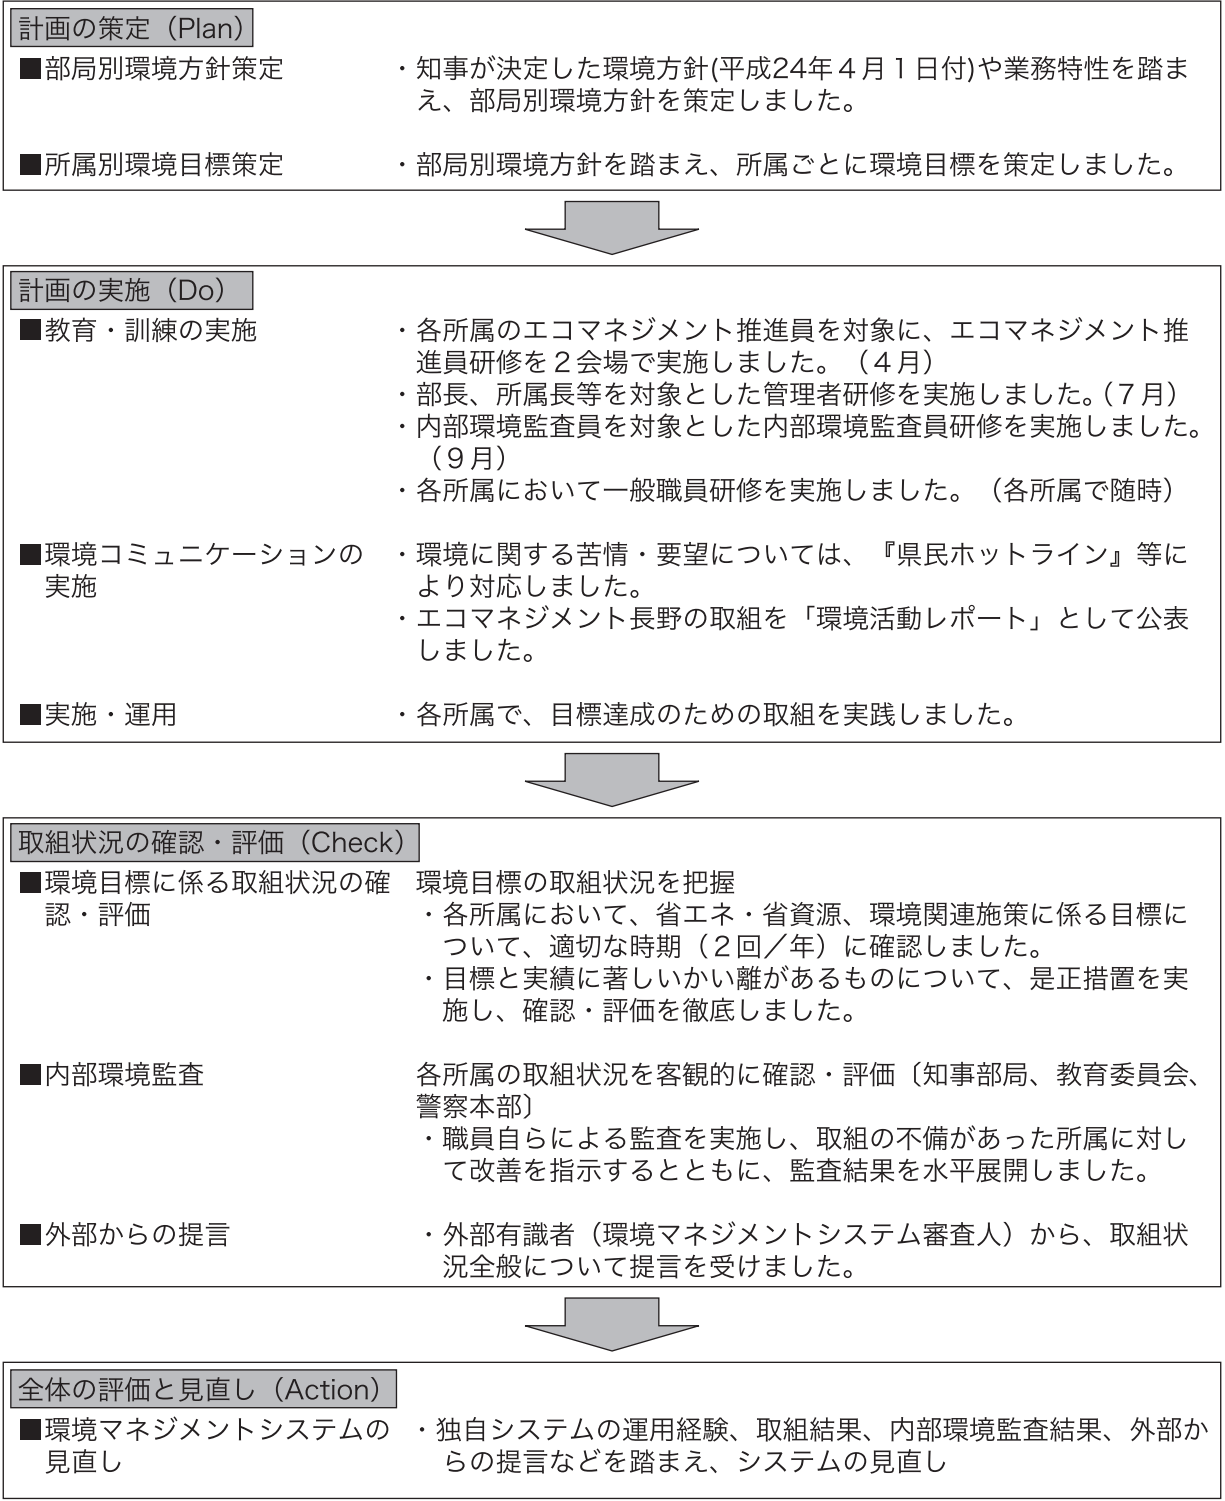 計画の策定（Plan）
■部局別環境方針策定　・知事が決定した環境方針(平成24年４月１日付)や業務特性を踏ま
え、部局別環境方針を策定しました。
■所属別環境目標策定　・部局別環境方針を踏まえ、所属ごとに環境目標を策定しました。
計画の実施（Do）
■教育・訓練の実施　・各所属のエコマネジメント推進員を対象に、エコマネジメント推
進員研修を２会場で実施しました。（４月）
・部長、所属長等を対象とした管理者研修を実施しました。（７月）
・内部環境監査員を対象とした内部環境監査員研修を実施しました。
（９月）
・各所属において一般職員研修を実施しました。（各所属で随時）
■環境コミュニケーションの　・環境に関する苦情・要望については、『県民ホットライン』等に
実施　より対応しました。
・エコマネジメント長野の取組を「環境活動レポート」として公表
しました。
■実施・運用　・各所属で、目標達成のための取組を実践しました。
取組状況の確認・評価（Check）
■環境目標に係る取組状況の確　環境目標の取組状況を把握
認・評価　・各所属において、省エネ・省資源、環境関連施策に係る目標に
ついて、適切な時期（２回／年）に確認しました。
・目標と実績に著しいかい離があるものについて、是正措置を実
施し、確認・評価を徹底しました。
■内部環境監査　各所属の取組状況を客観的に確認・評価〔知事部局、教育委員会、
警察本部〕
・職員自らによる監査を実施し、取組の不備があった所属に対し
て改善を指示するとともに、監査結果を水平展開しました。
■外部からの提言　・外部有識者（環境マネジメントシステム審査人）から、取組状
況全般について提言を受けました。
全体の評価と見直し（Action）
■環境マネジメントシステムの　・独自システムの運用経験、取組結果、内部環境監査結果、外部か
見直し　らの提言などを踏まえ、システムの見直し